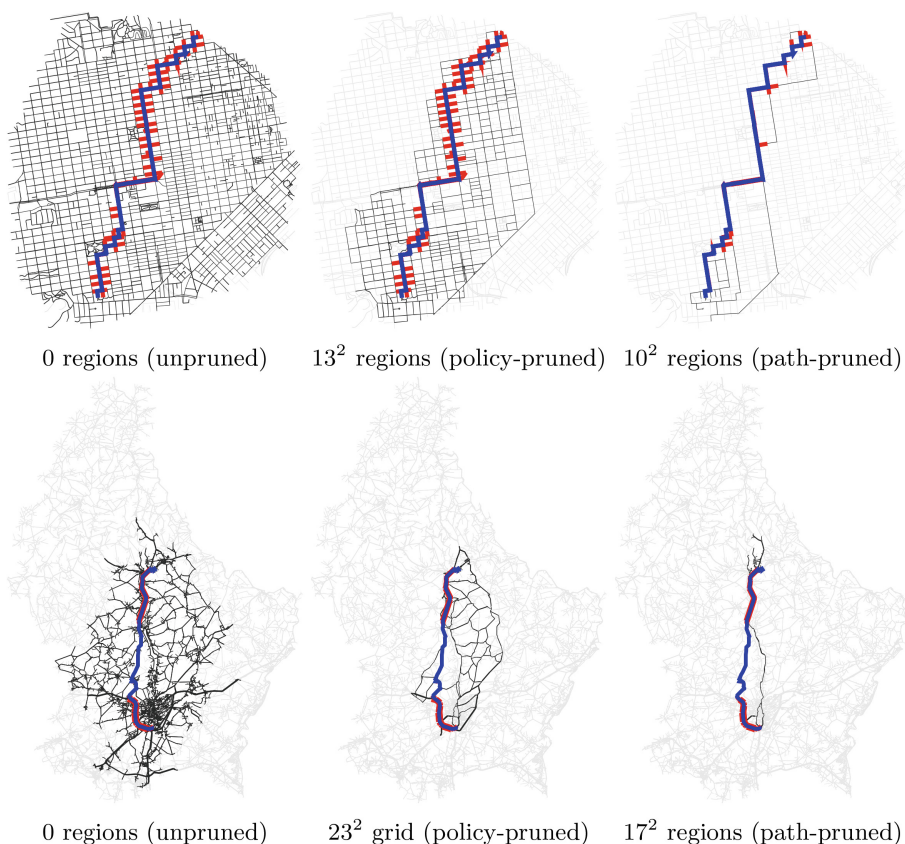 0 regions (unpruned) 13² regions (policy-pruned) 10² regions (path-pruned)
0 regions (unpruned) 23² grid (policy-pruned) 17² regions (path-pruned)